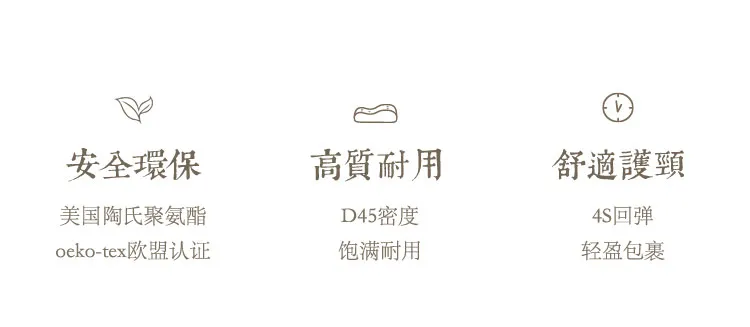 安全環保
美国陶氏聚氨酯
oeko-tex欧盟认证
高質耐用
D45密度
饱满耐用
舒適護頸
4S回弹
轻盈包裹